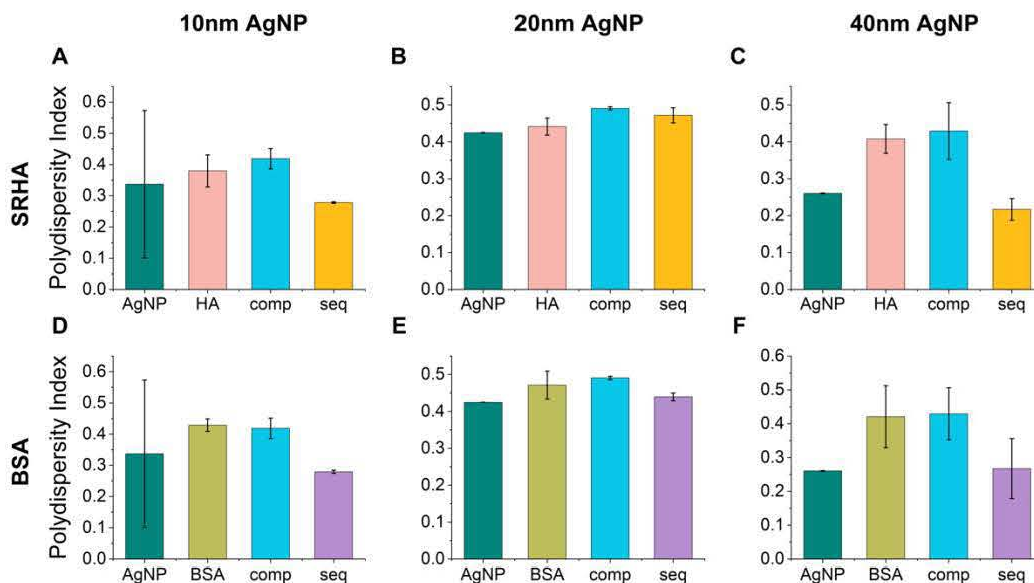 10nm AgNP 20nm AgNP 40nm AgNP
A B C
SRHA
Polydispersity Index
0.6 0.5 0.4 0.3 0.2 0.1 0.0
AgNP HA comp seq
0.5 0.4 0.3 0.2 0.1 0.0
AgNP HA comp seq
0.5 0.4 0.3 0.2 0.1 0.0
AgNP HA comp seq
D E F
BSA
Polydispersity Index
0.6 0.5 0.4 0.3 0.2 0.1 0.0
AgNP BSA comp seq
0.5 0.4 0.3 0.2 0.1 0.0
AgNP BSA comp seq
0.6 0.5 0.4 0.3 0.2 0.1 0.0
AgNP BSA comp seq